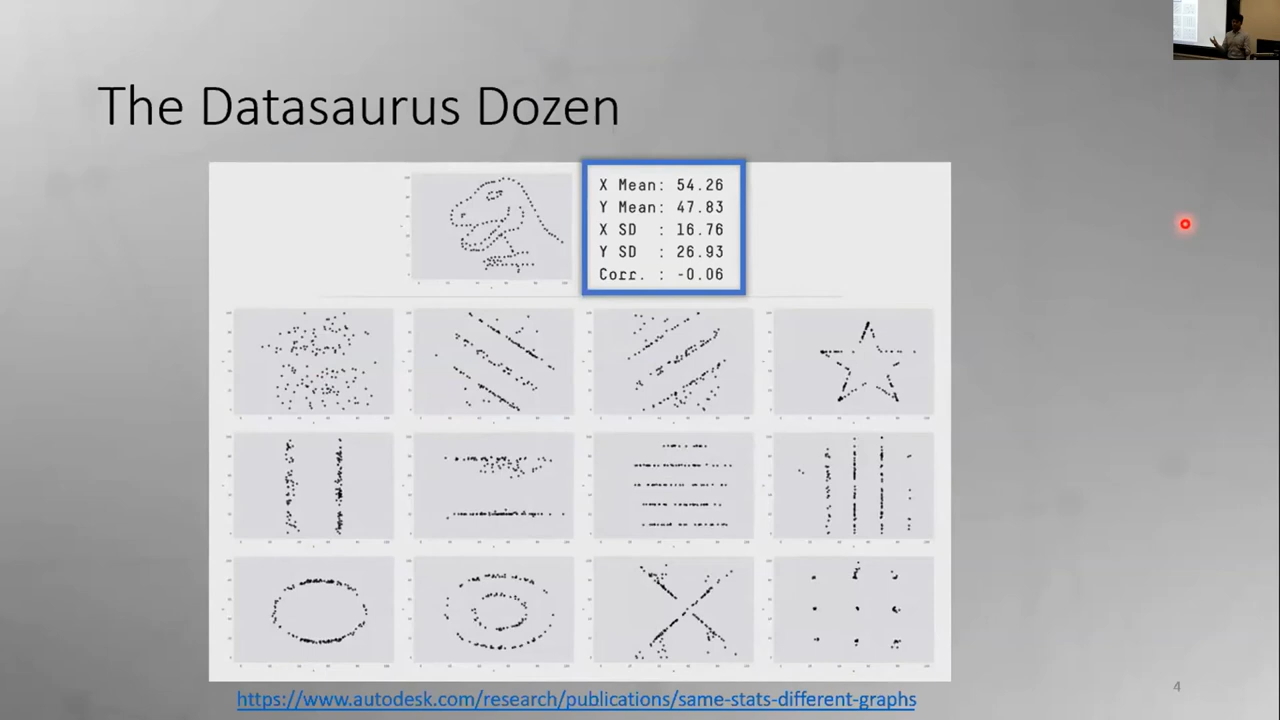 The Datasaurus Dozen
X Mean: 54.26
Y Mean: 47.83
X SD : 16.76
Y SD : 26.93
Corr. : -0.06
https://www.autodesk.com/research/publications/same-stats-different-graphs
4